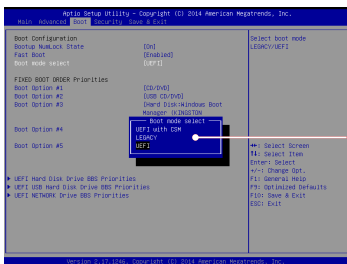 Aptio Setup Utility – Copyright (C) 2014 American Megatrends, Inc.
Main Advanced Boot Security Save & Exit
Boot Configuration
Bootup NumLock State [On]
Fast Boot [Enabled]
Boot mode select [UEFI]
FIXED BOOT ORDER Priorities
Boot Option #1 [CD/DVD]
Boot Option #2 [USB CD/DVD]
Boot Option #3 [Hard Disk:Windows Boot
Manager (KINGSTON
Boot mode select
Boot Option #4 UEFI with CSM
LEGACY
Boot Option #5 UEFI
UEFI Hard Disk Drive BBS Priorities
UEFI USB Hard Disk Drive BBS Priorities
UEFI NETWORK Drive BBS Priorities
Select boot mode
LEGACY/UEFI
→←: Select Screen
↑↓: Select Item
Enter: Select
+/-: Change Opt.
F1: General Help
F9: Optimized Defaults
F10: Save & Exit
ESC: Exit
Version 2.17.1246. Copyright (C) 2014 American Megatrends, Inc.